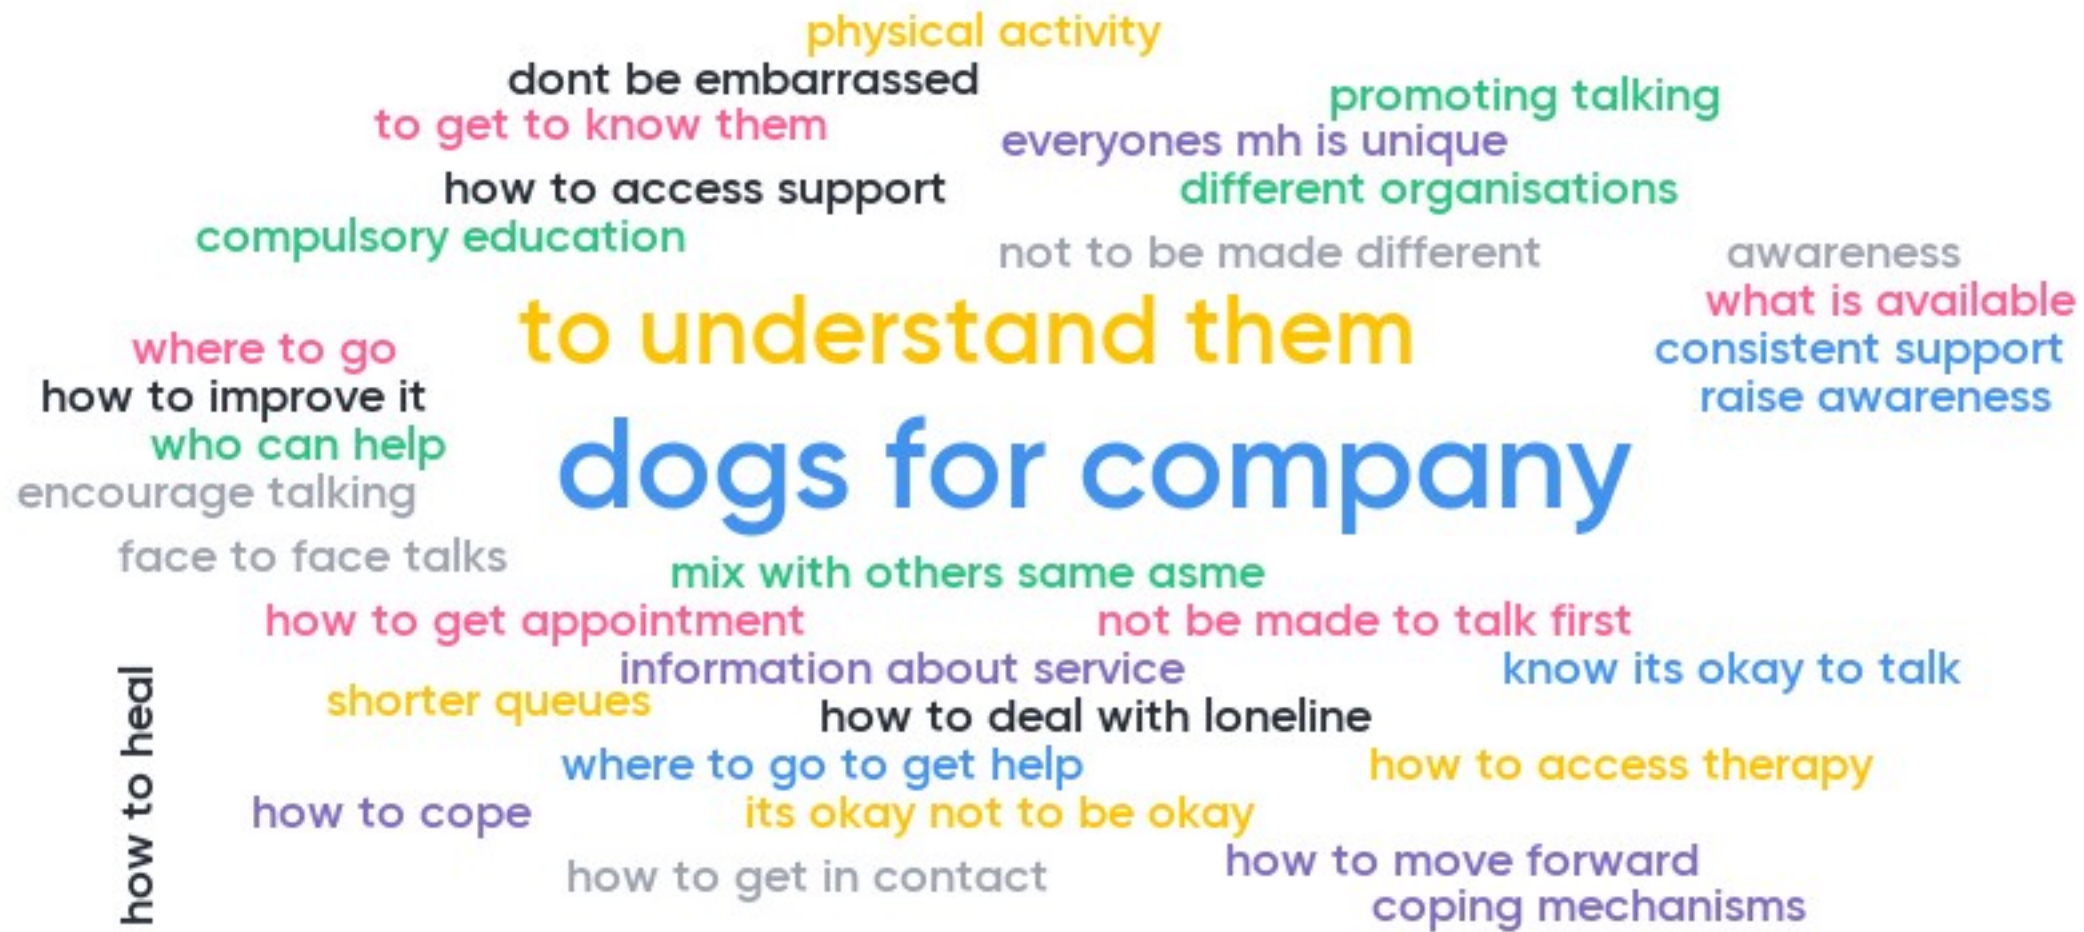 physical activity
dont be embarrassed
promoting talking
to get to know them
everyones mh is unique
how to access support
different organisations
compulsory education
not to be made different
awareness
what is available
to understand them
where to go
consistent support
how to improve it
raise awareness
who can help
dogs for company
encourage talking
face to face talks
mix with others same asme
how to get appointment
not be made to talk first
information about service
know its okay to talk
shorter queues
how to deal with loneline
how to heal
where to go to get help
how to access therapy
how to cope
its okay not to be okay
how to move forward
how to get in contact
coping mechanisms